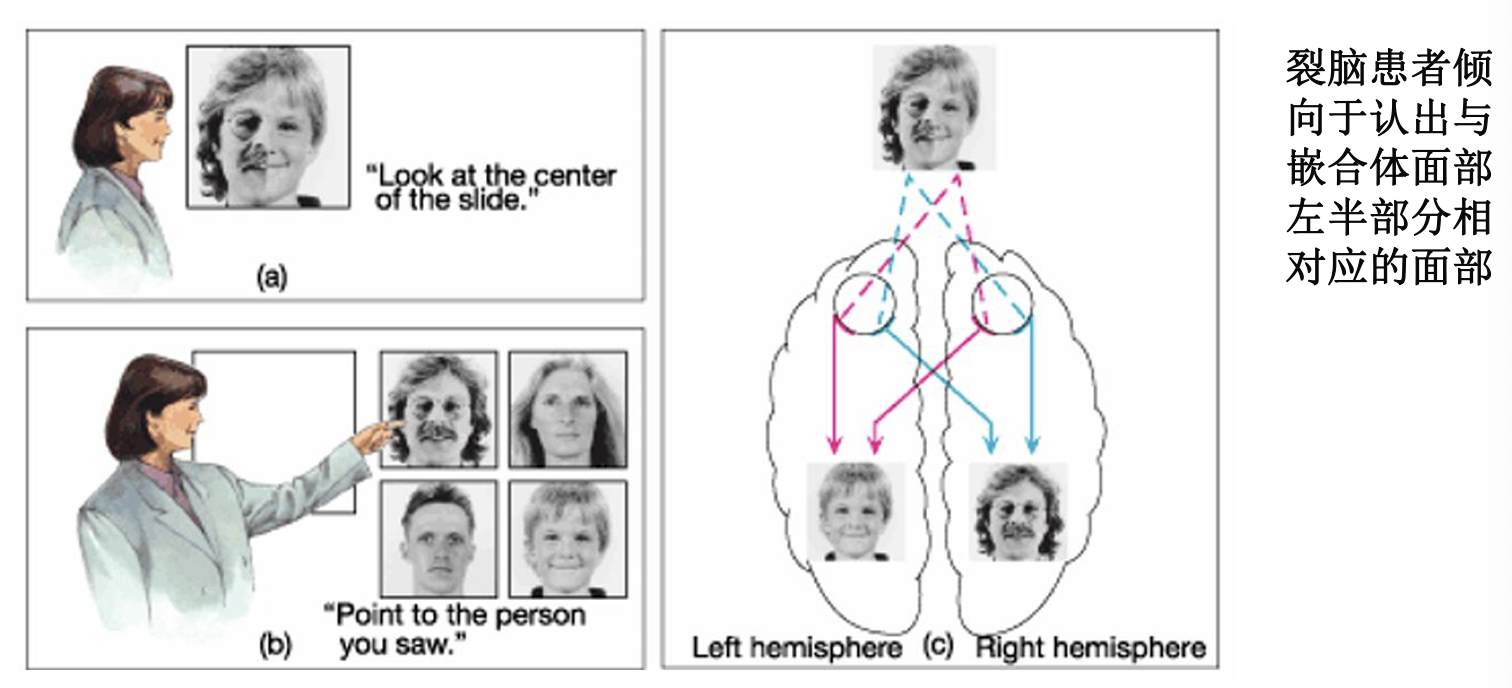 “Look at the center
of the slide.”
(a)
“Point to the person
you saw.”
(b)
Left hemisphere (c) Right hemisphere
裂脑患者倾
向于认出与
嵌合体面部
左半部分相
对应的面部